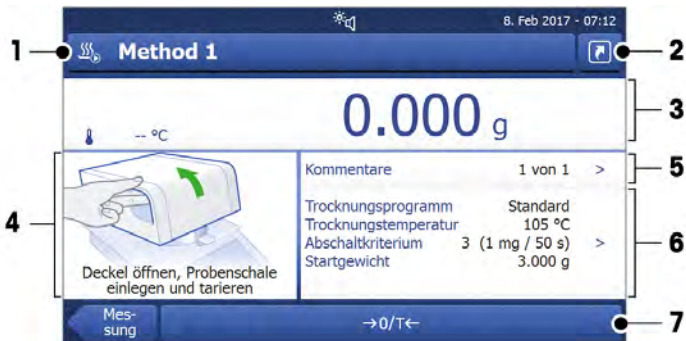 8. Feb 2017 - 07:12
1
Method 1
2
0.000 g
3
-- °C
4
Kommentare 1 von 1 >
5
Trocknungsprogramm Standard
Trocknungstemperatur 105 °C
Abschaltkriterium 3 (1 mg / 50 s) >
Startgewicht 3.000 g
6
Deckel öffnen, Probenschale
einlegen und tarieren
Mes-
sung
→0/T←
7